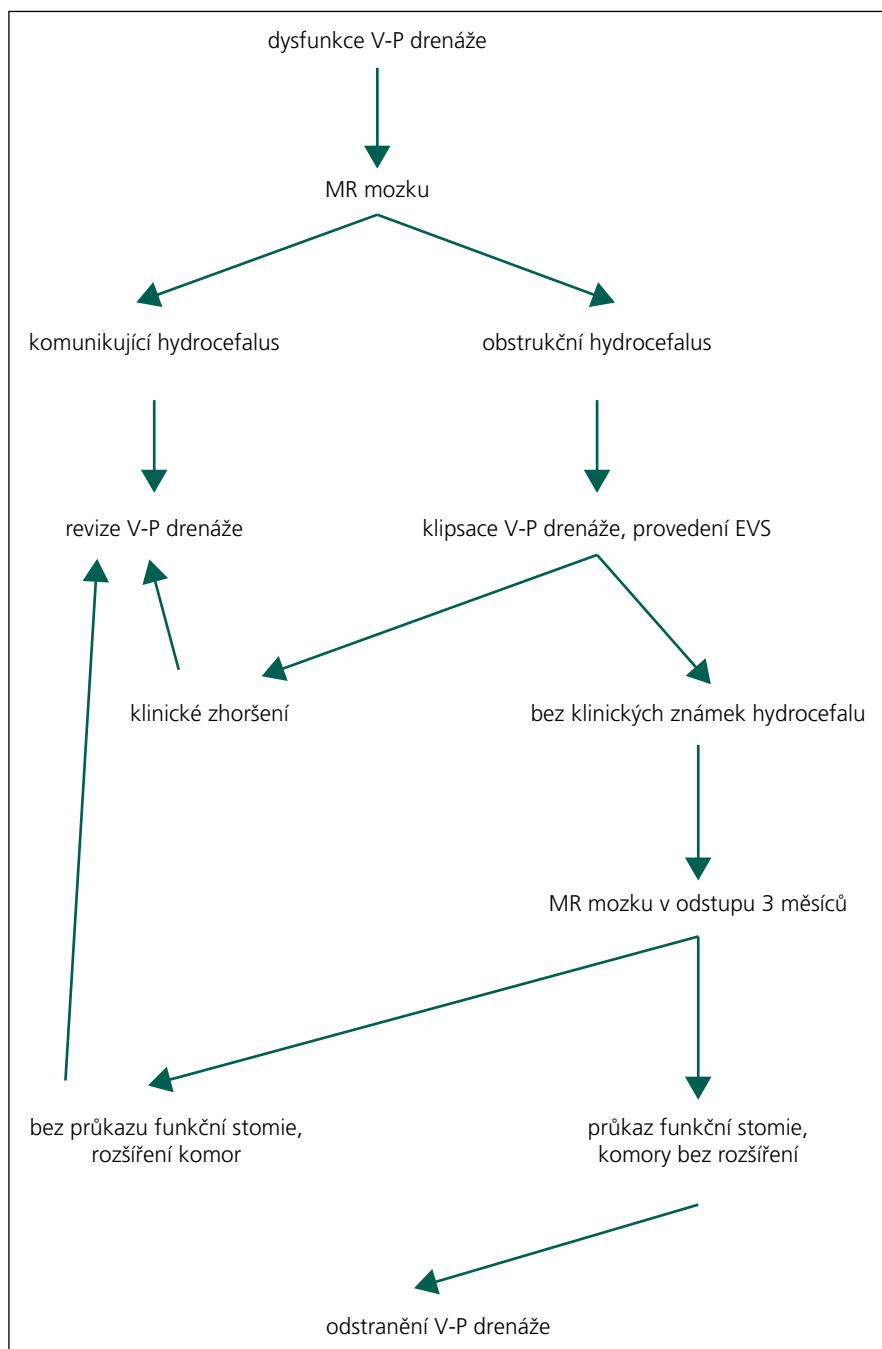 dysfunkce V-P drenáže
MR mozku
komunikující hydrocefalus
obstrukční hydrocefalus
revize V-P drenáže
klipsace V-P drenáže, provedení EVS
klinické zhoršení
bez klinických známek hydrocefalu
MR mozku v odstupu 3 měsíců
bez průkazu funkční stomie,
rozšíření komor
průkaz funkční stomie,
komory bez rozšíření
odstranění V-P drenáže